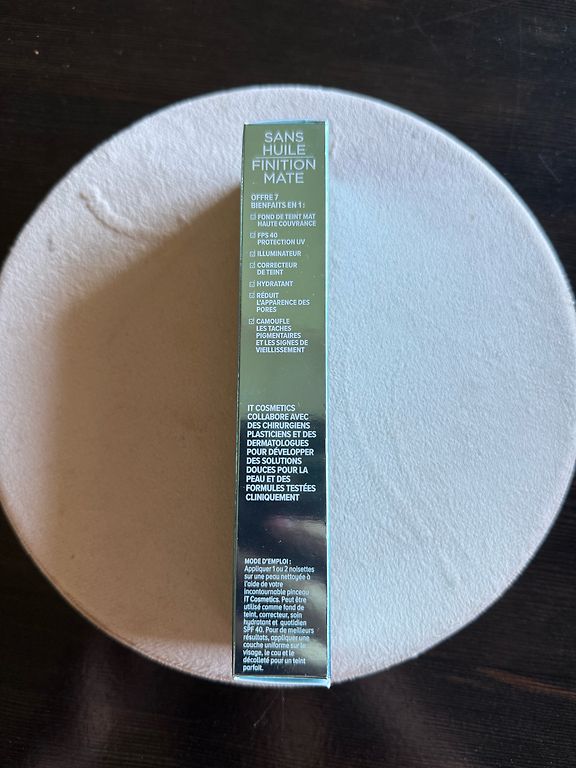 SANS
HUILE
FINITION
MATE
OFFRE 7
BIENFAITS EN 1 :
FOND DE TEINT MAT
HAUTE COUVRANCE
FPS 40
PROTECTION UV
ILLUMINATEUR
CORRECTEUR
DE TEINT
HYDRATANT
RÉDUIT
L'APPARENCE DES
PORES
CAMOUFLE
LES TACHES
PIGMENTAIRES
ET LES SIGNES DE
VIEILLISSEMENT
IT COSMETICS
COLLABORE AVEC
DES CHIRURGIENS
PLASTICIENS ET DES
DERMATOLOGUES
POUR DÉVELOPPER
DES SOLUTIONS
DOUCES POUR LA
PEAU ET DES
FORMULES TESTÉES
CLINIQUEMENT
MODE D'EMPLOI :
Appliquer 1 ou 2 noisettes
sur une peau nettoyée à
l'aide de votre
incontournable pinceau
IT Cosmetics. Peut être
utilisé comme fond de
teint, correcteur, soin
hydratant et quotidien
SPF 40. Pour de meilleurs
résultats, appliquer une
couche uniforme sur le
visage, le cou et le
décolleté pour un teint
parfait.